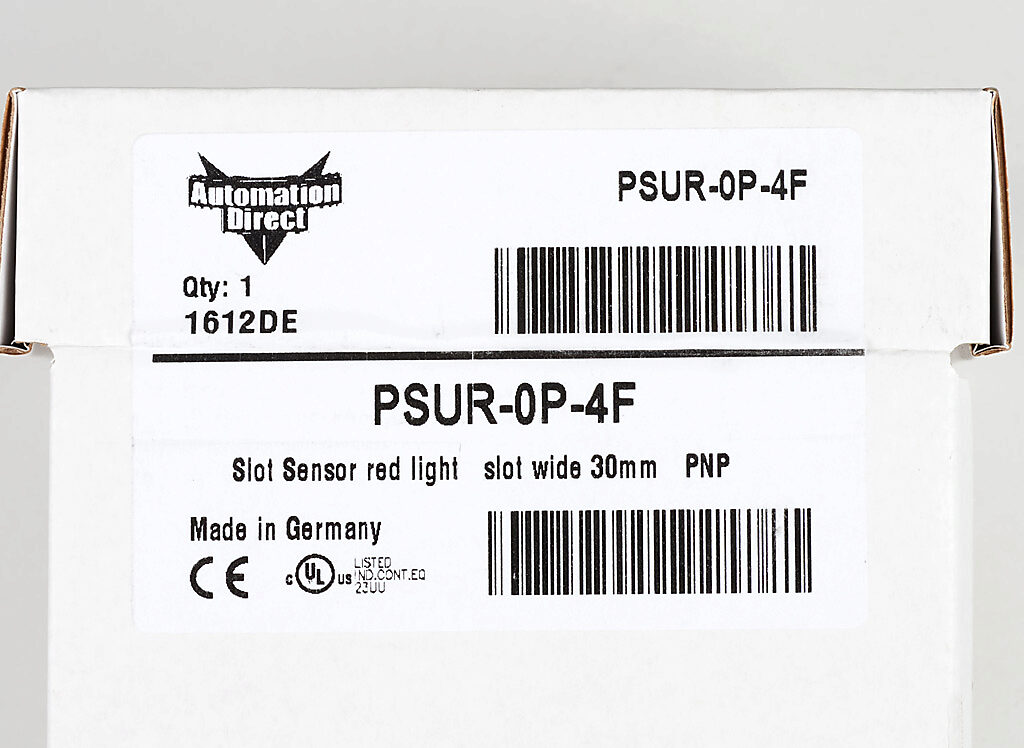 Automation
Direct
PSUR-0P-4F
Qty: 1
1612DE
PSUR-0P-4F
Slot Sensor red light slot wide 30mm PNP
Made in Germany
CE
c UL us
LISTED
IND.CONT.EQ
23UU